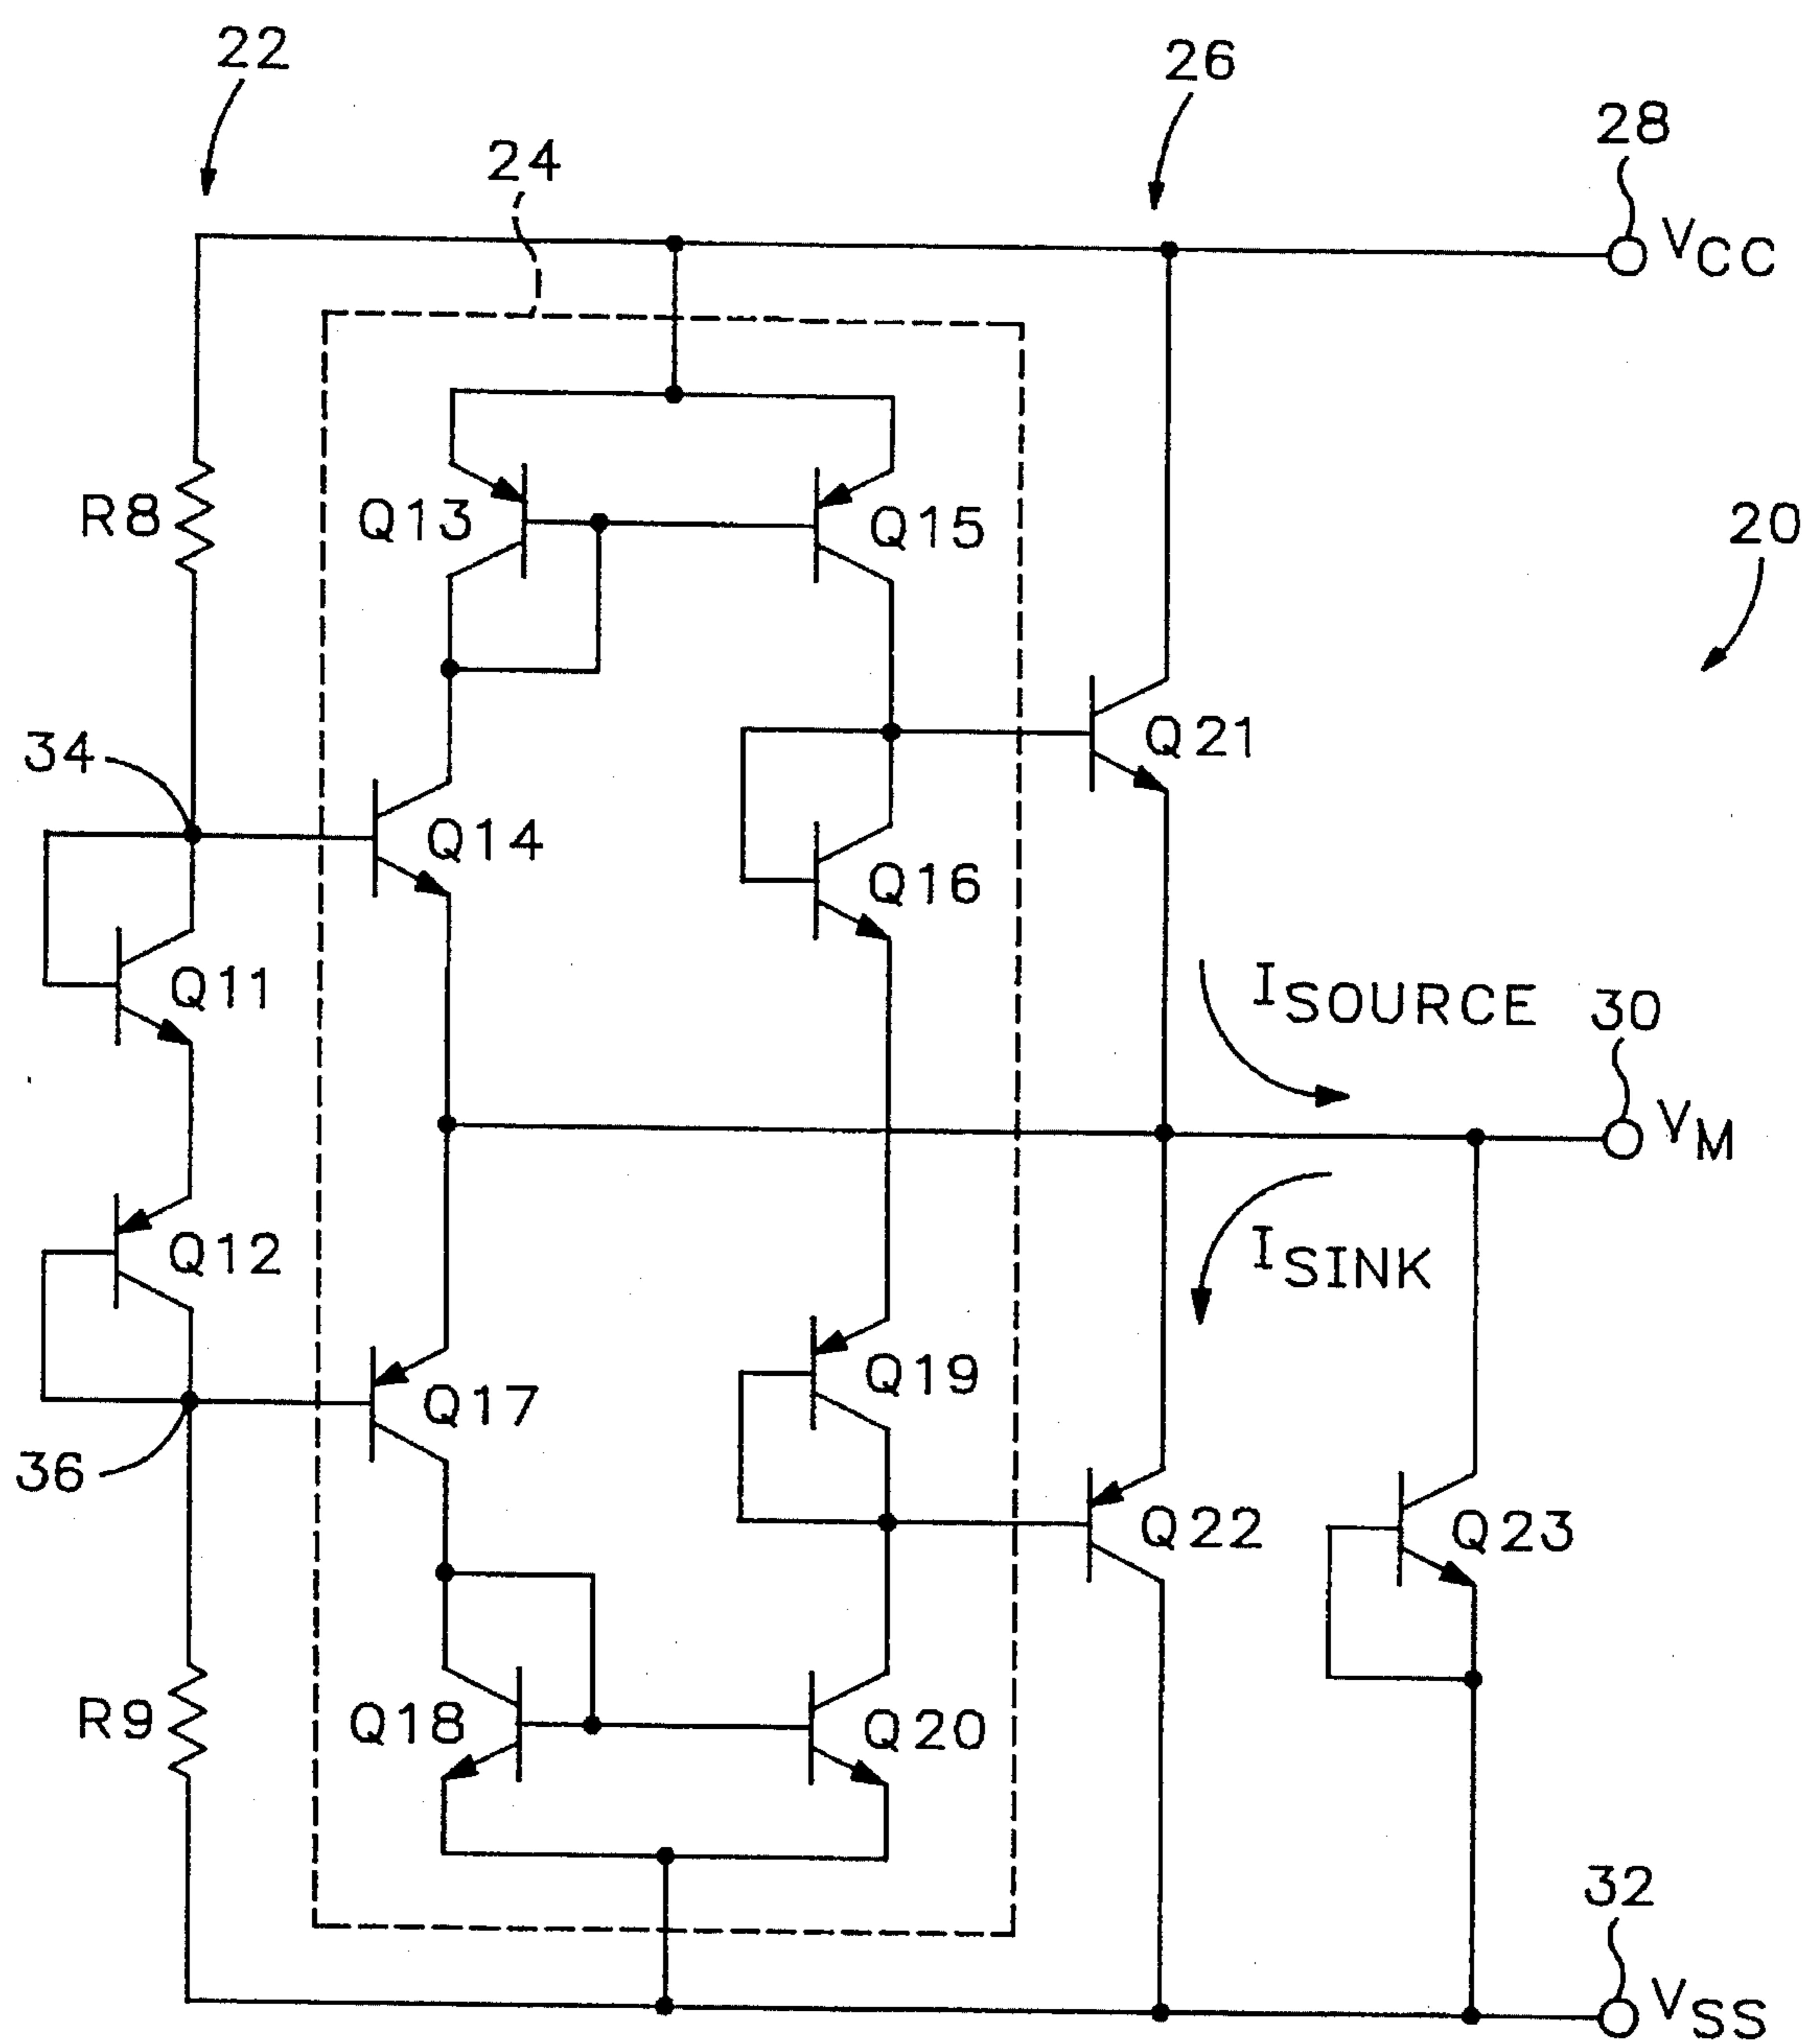 22
26
28
24
VCC
R8
Q13
Q15
20
34
Q21
Q14
Q16
Q11
ISOURCE
30
VM
Q12
ISINK
Q19
Q17
36
Q22
Q23
R9
Q18
Q20
32
VSS